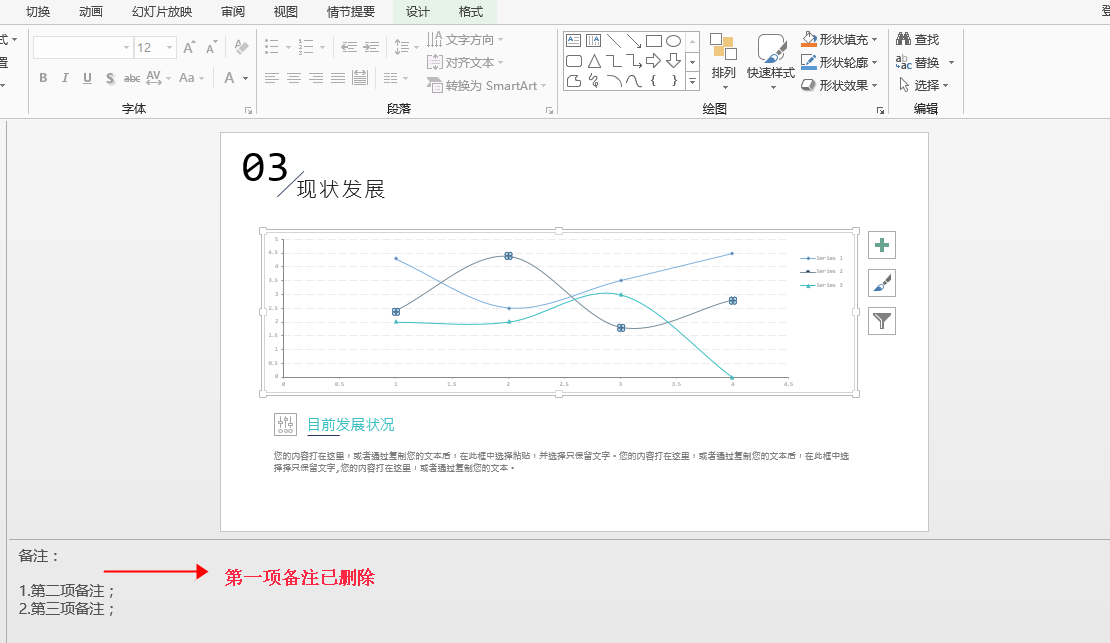 切换 动画 幻灯片放映 审阅 视图 情节提要 设计 格式
12 A A
文字方向
对齐文本
转换为 SmartArt
B I U S abc AV Aa A
字体
段落
排列
快速样式
形状填充
形状轮廓
形状效果
绘图
查找
替换
选择
编辑
03
现状发展
5
4.5
4
3.5
3
2.5
2
1.5
1
0.5
0
0 0.5 1 1.5 2 2.5 3 3.5 4 4.5
Series 1
Series 2
Series 3
目前发展状况
您的内容打在这里，或者通过复制您的文本后，在此框中选择粘贴，并选择只保留文字。您的内容打在这里，或者通过复制您的文本后，在此框中选
择择只保留文字,您的内容打在这里，或者通过复制您的文本。
备注：
第一项备注已删除
1.第二项备注；
2.第三项备注；